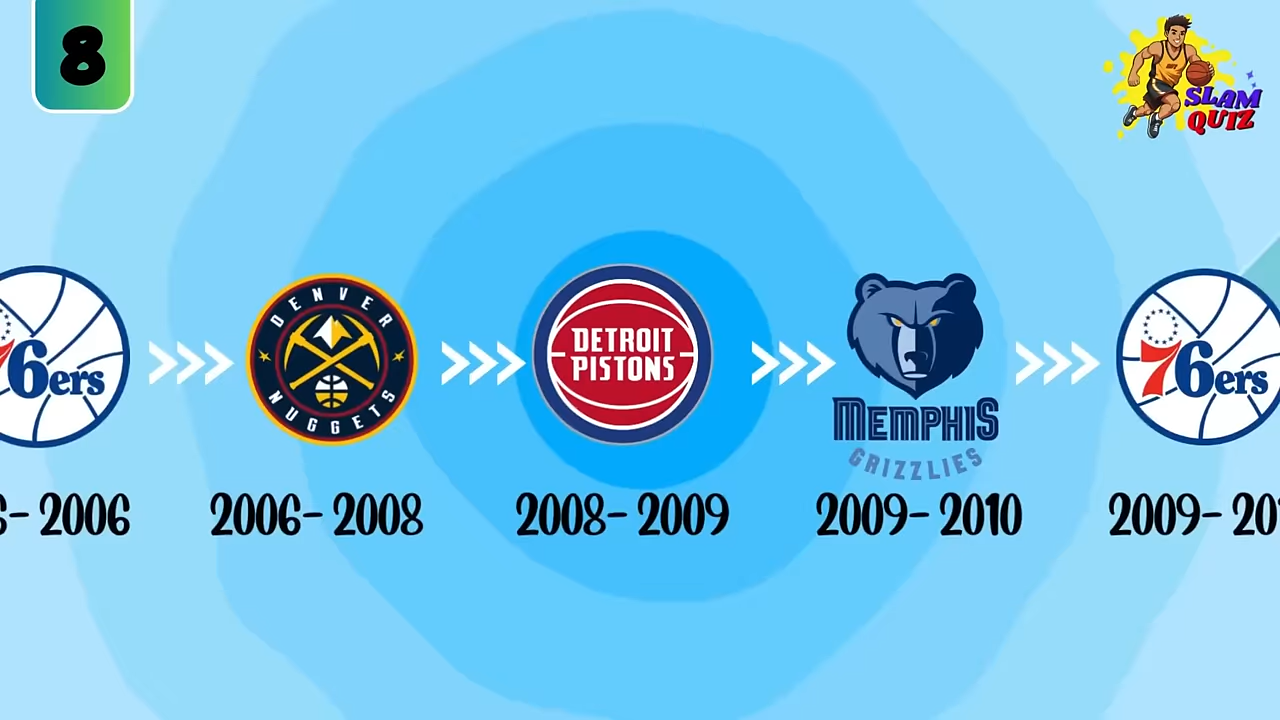 8
SLAM
QUIZ
76ers
DENVER
NUGGETS
DETROIT
PISTONS
MEMPHIS
GRIZZLIES
76ers
- 2006
2006- 2008
2008- 2009
2009- 2010
2009- 20